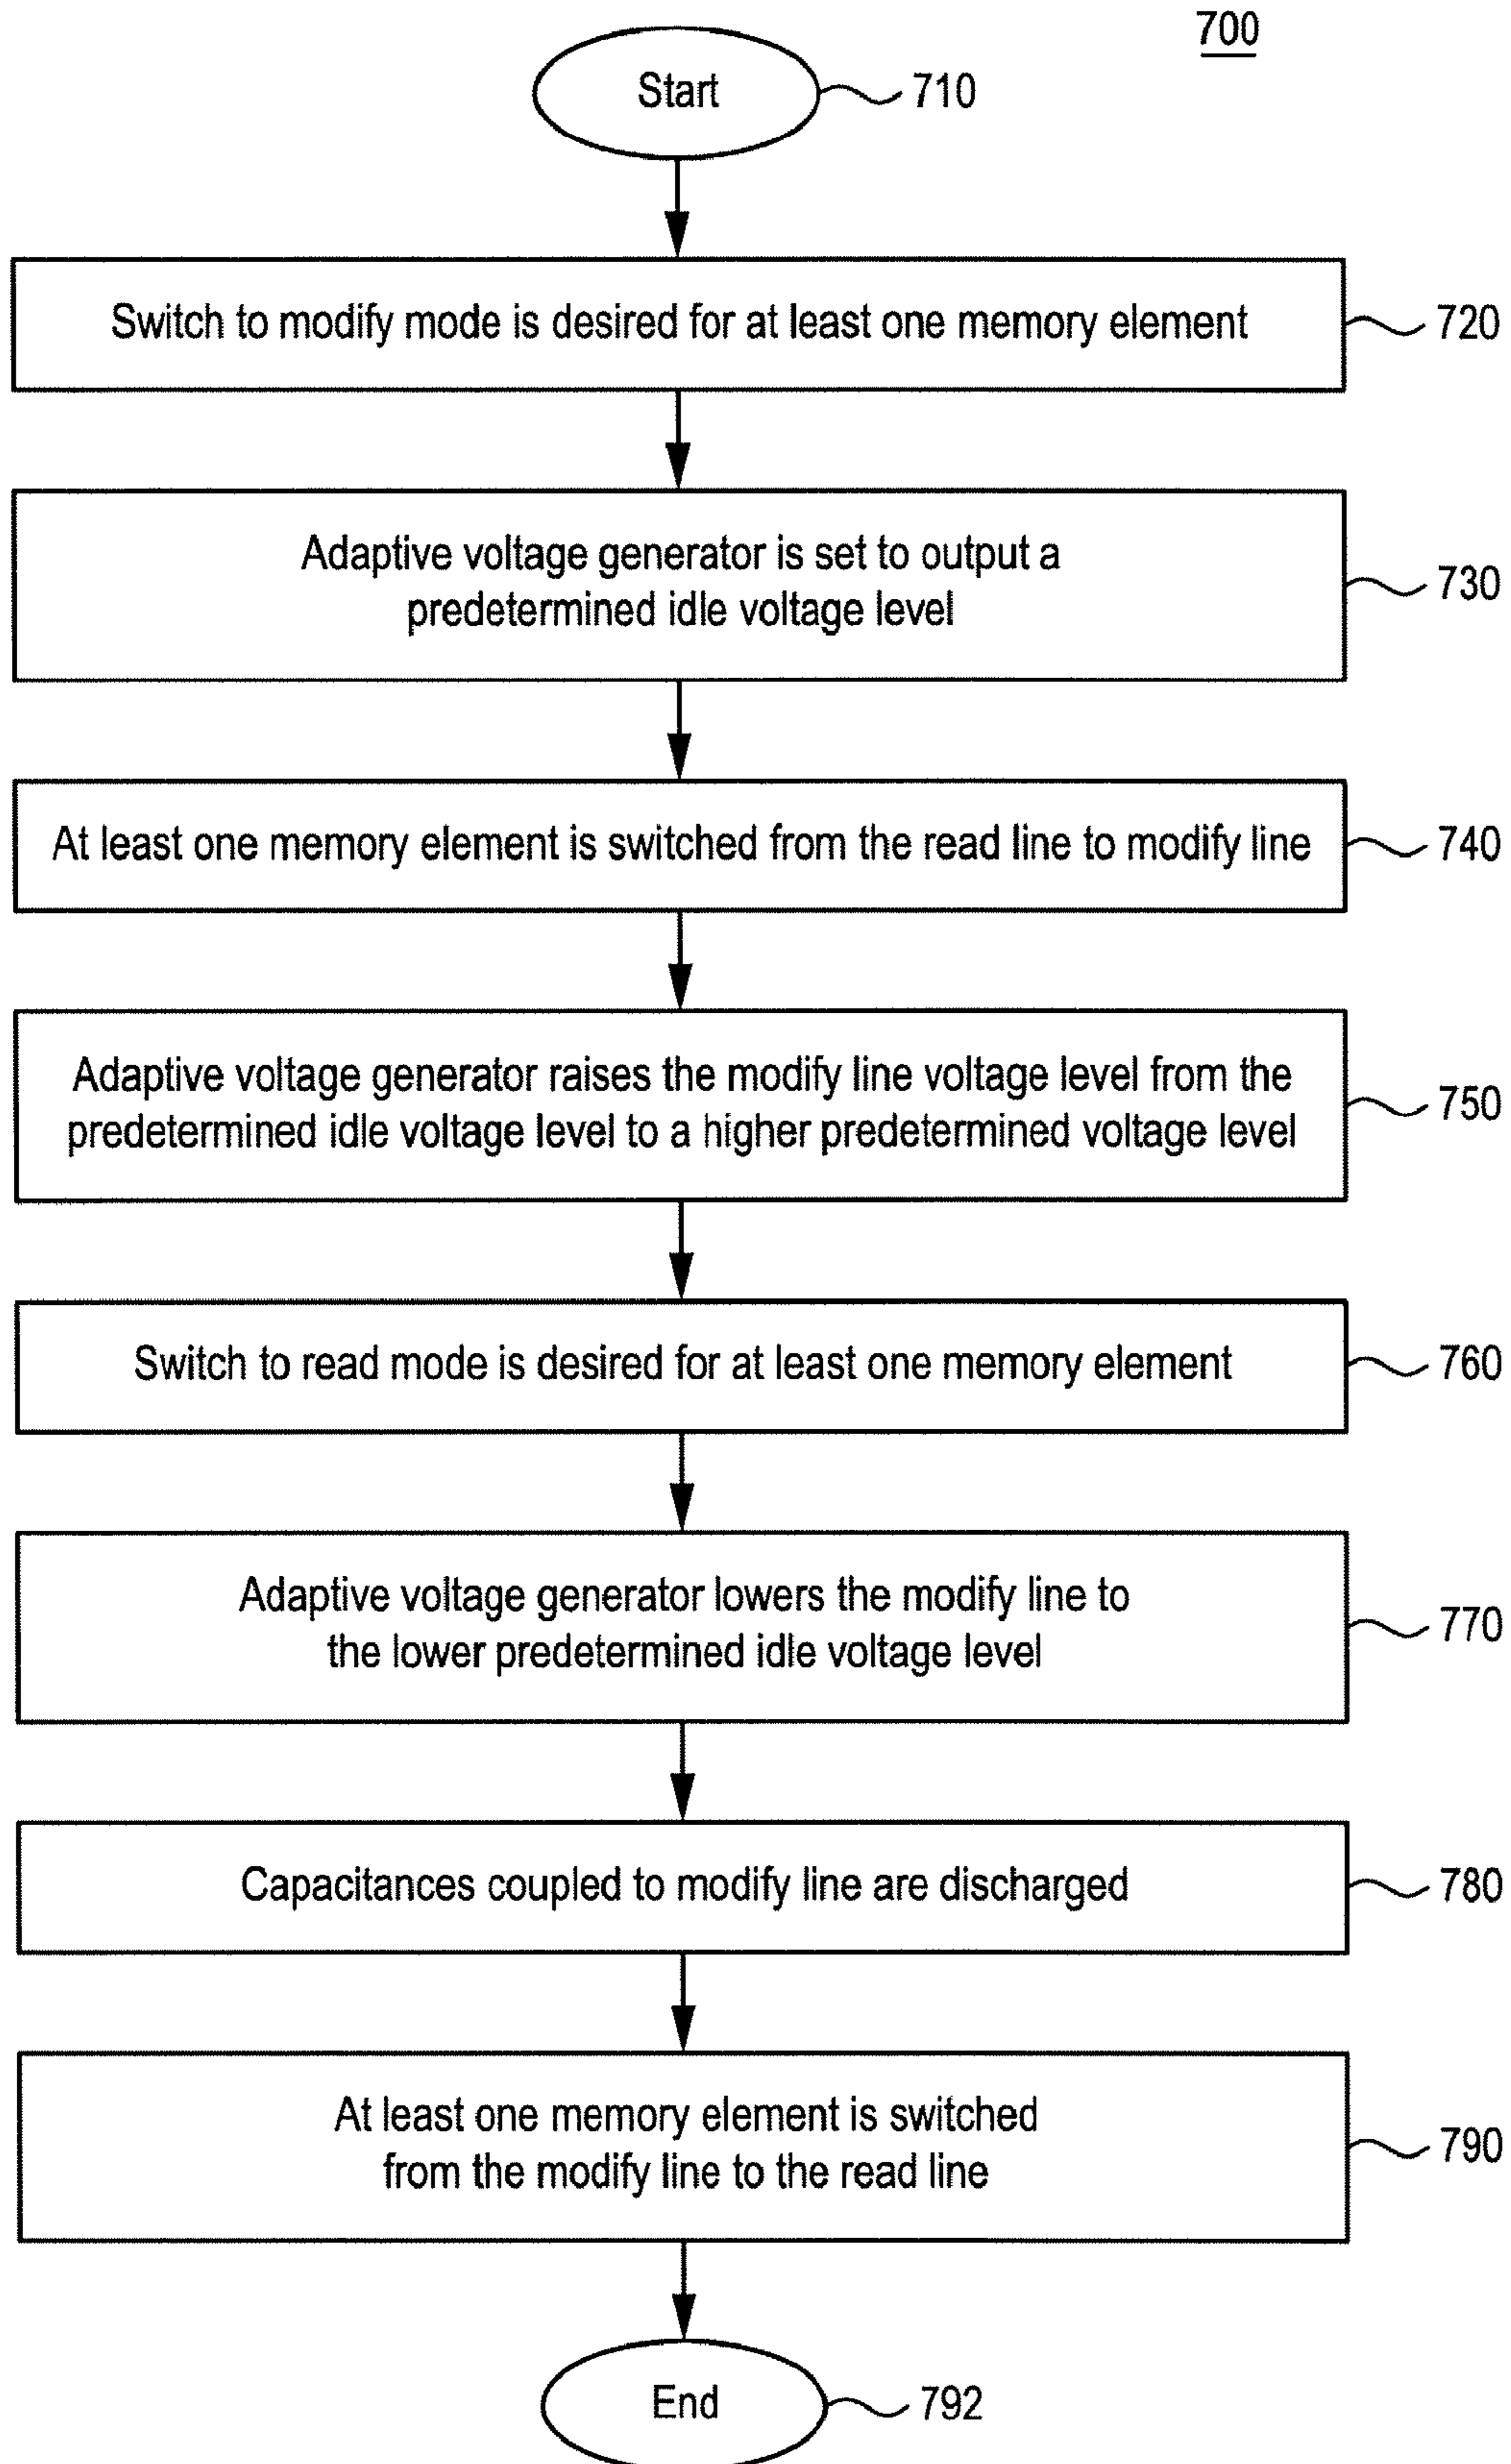 700
Start
710
Switch to modify mode is desired for at least one memory element
720
Adaptive voltage generator is set to output a
predetermined idle voltage level
730
At least one memory element is switched from the read line to modify line
740
Adaptive voltage generator raises the modify line voltage level from the
predetermined idle voltage level to a higher predetermined voltage level
750
Switch to read mode is desired for at least one memory element
760
Adaptive voltage generator lowers the modify line to
the lower predetermined idle voltage level
770
Capacitances coupled to modify line are discharged
780
At least one memory element is switched
from the modify line to the read line
790
End
792